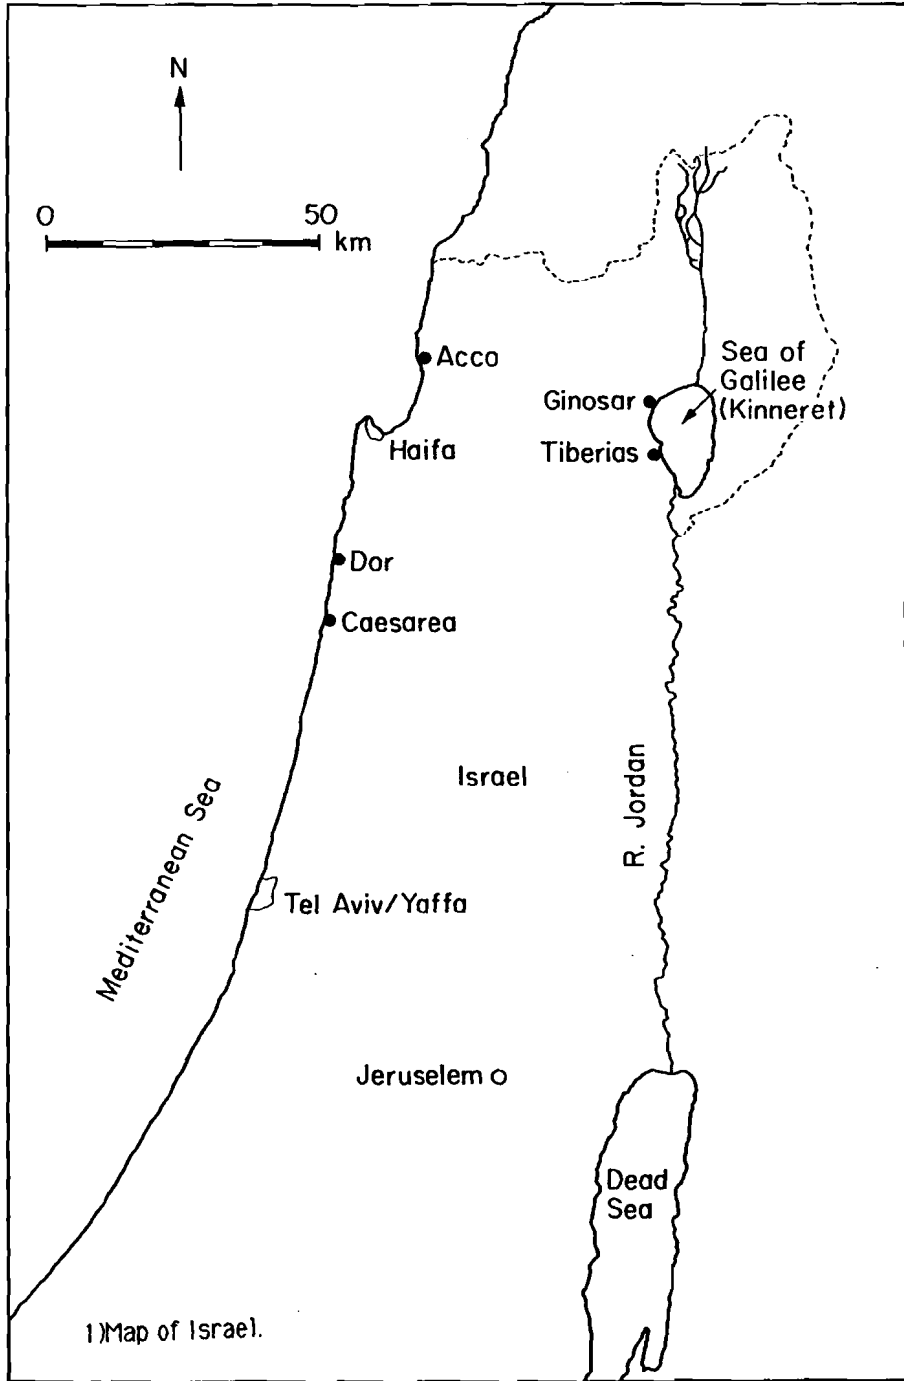 N
0 50
km
Acca
Sea of
Galilee
(Kinneret)
Ginosar
Haifa
Tiberias
Dor
Caesarea
Israel
R. Jordan
Mediterranean Sea
Tel Aviv/Yaffa
Jeruselem
Dead
Sea
1)Map of Israel.